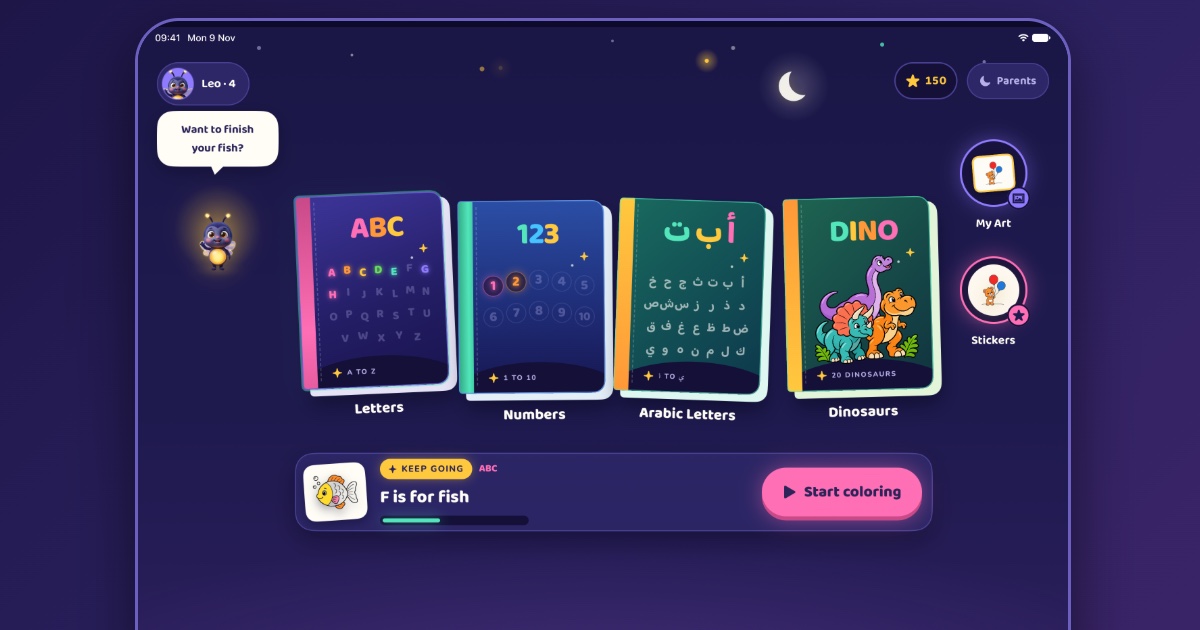 09:41 Mon 9 Nov
Leo · 4
150
Parents
Want to finish
your fish?
My Art
Stickers
ABC
A B C D E F G
H I J K L M N
O P Q R S T U
V W X Y Z
A TO Z
Letters
123
1 2 3 4 5
6 7 8 9 10
1 TO 10
Numbers
أ ب ت
أ ب ت ث ج ح خ
د ذ ر ز س ش ص
ض ط ظ ع غ ف ق
ك ل م ن ه و ي
ا TO ي
Arabic Letters
DINO
20 DINOSAURS
Dinosaurs
KEEP GOING ABC
F is for fish
Start coloring